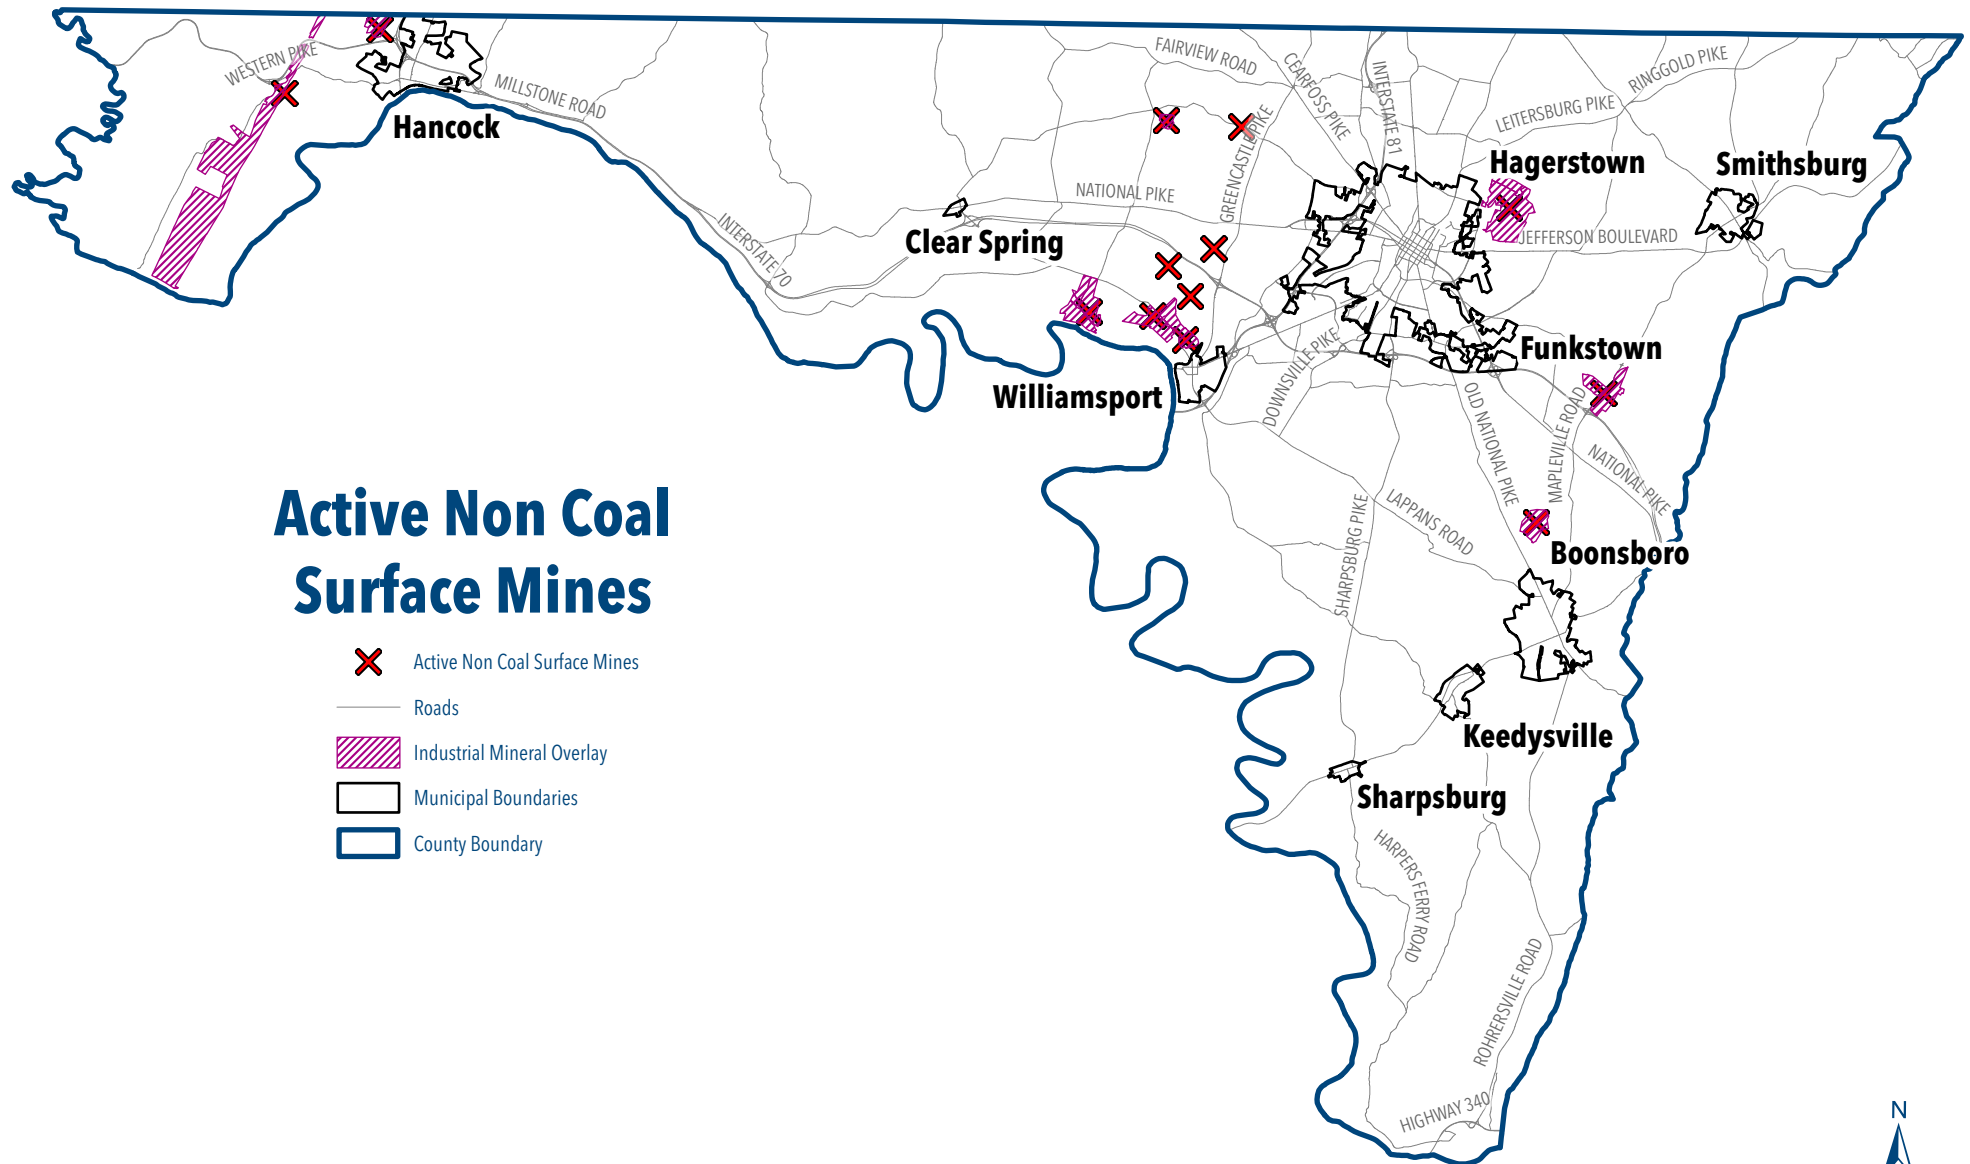 WESTERN PIKE
Hancock
MILLSTONE ROAD
INTERSTATE 70
FAIRVIEW ROAD
CEARFOSS PIKE
INTERSTATE 81
RINGGOLD PIKE
LEITERSBURG PIKE
GREENCASTLE PIKE
NATIONAL PIKE
Clear Spring
Hagerstown
Smithsburg
JEFFERSON BOULEVARD
Williamsport
DOWNSVILLE PIKE
Funkstown
OLD NATIONAL PIKE
MAPLEVILLE ROAD
NATIONAL PIKE
SHARPSBURG PIKE
LAPPANS ROAD
Boonsboro
Keedysville
Sharpsburg
HARPERS FERRY ROAD
ROHRERSVILLE ROAD
HIGHWAY 340
Active Non Coal
Surface Mines
Active Non Coal Surface Mines
Roads
Industrial Mineral Overlay
Municipal Boundaries
County Boundary
N